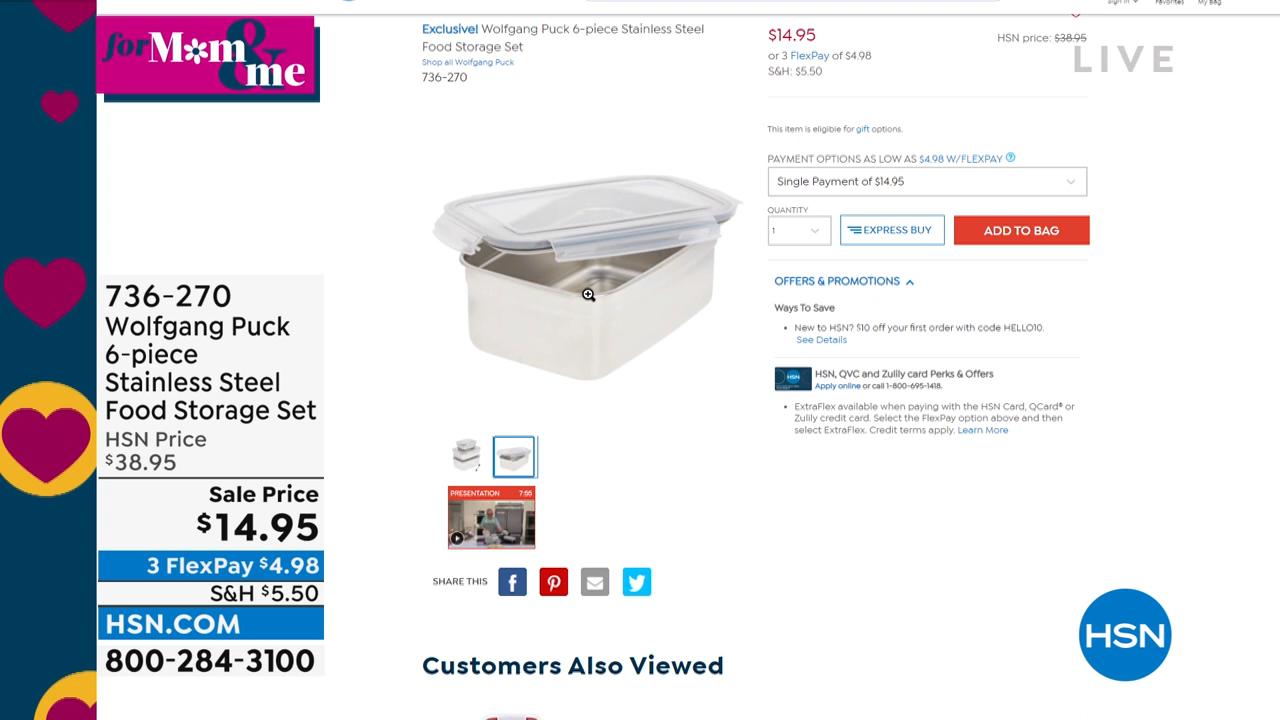 Sign In
Favorites
My Bag
for Mom
& me
Exclusive! Wolfgang Puck 6-piece Stainless Steel
Food Storage Set
Shop all Wolfgang Puck
736-270
$14.95
HSN price: $38.95
or 3 FlexPay of $4.98
S&H: $5.50
LIVE
This item is eligible for gift options.
PAYMENT OPTIONS AS LOW AS $4.98 W/FLEXPAY ?
Single Payment of $14.95
QUANTITY
1
EXPRESS BUY
ADD TO BAG
OFFERS & PROMOTIONS
Ways To Save
• New to HSN? $10 off your first order with code HELLO10.
See Details
HSN
HSN, QVC and Zulily card Perks & Offers
Apply online or call 1-800-695-1418.
• ExtraFlex available when paying with the HSN Card, QCard® or
Zulily credit card. Select the FlexPay option above and then
select ExtraFlex. Credit terms apply. Learn More
PRESENTATION 7:56
SHARE THIS
Customers Also Viewed
736-270
Wolfgang Puck
6-piece
Stainless Steel
Food Storage Set
HSN Price
$38.95
Sale Price
$14.95
3 FlexPay $4.98
S&H $5.50
HSN.COM
800-284-3100
HSN